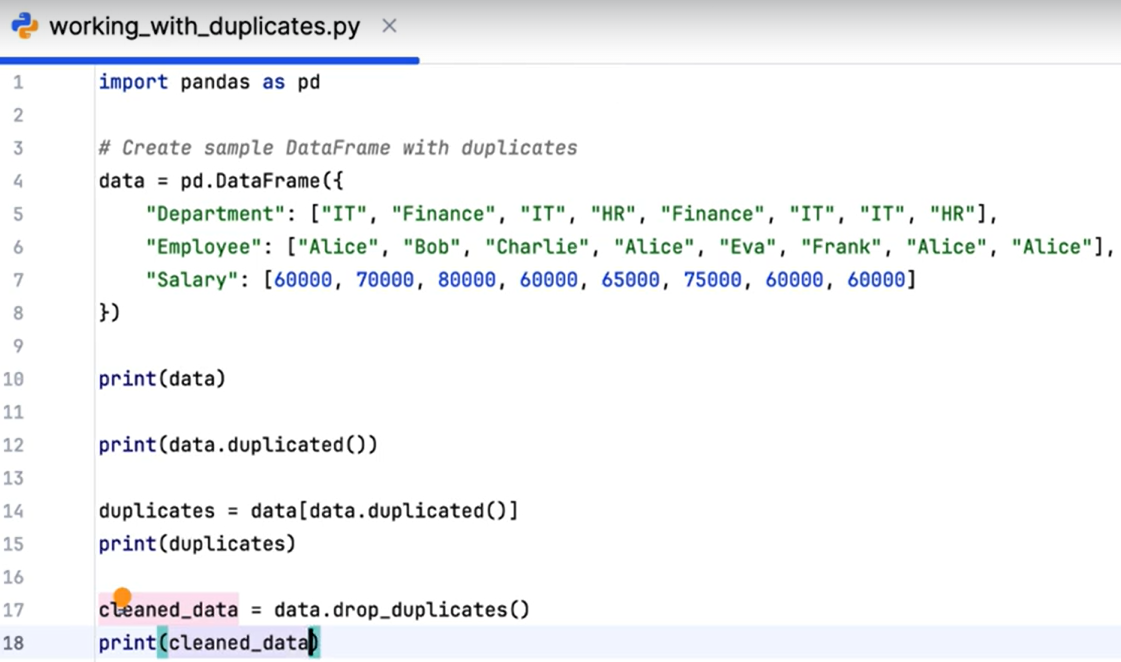 working_with_duplicates.py ×
1 import pandas as pd
2
3 # Create sample DataFrame with duplicates
4 data = pd.DataFrame({
5     "Department": ["IT", "Finance", "IT", "HR", "Finance", "IT", "IT", "HR"],
6     "Employee": ["Alice", "Bob", "Charlie", "Alice", "Eva", "Frank", "Alice", "Alice"],
7     "Salary": [60000, 70000, 80000, 60000, 65000, 75000, 60000, 60000]
8 })
9
10 print(data)
11
12 print(data.duplicated())
13
14 duplicates = data[data.duplicated()]
15 print(duplicates)
16
17 cleaned_data = data.drop_duplicates()
18 print(cleaned_data)